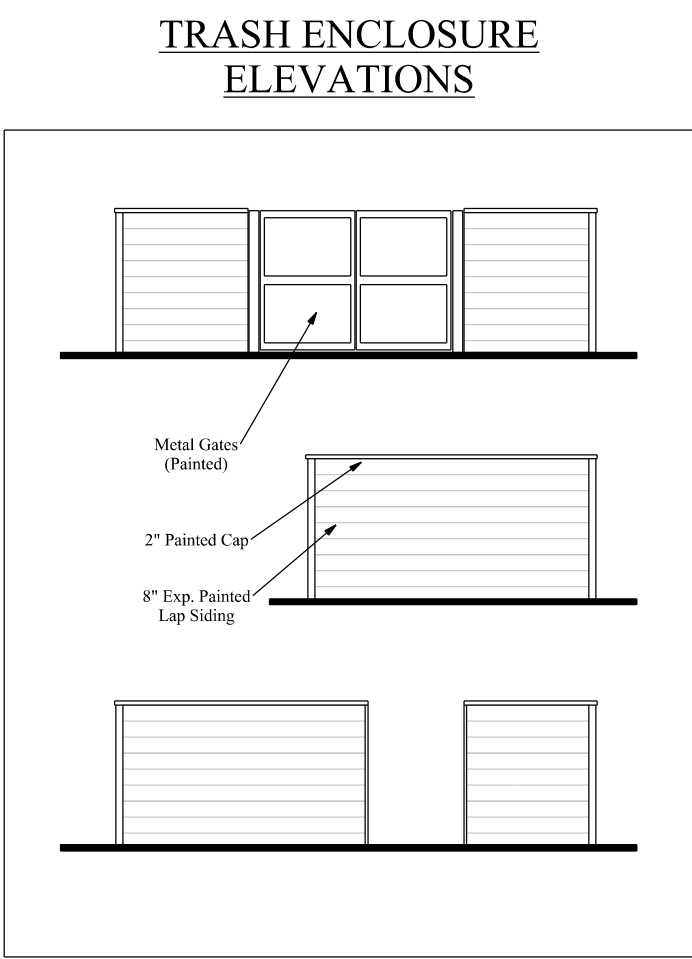 TRASH ENCLOSURE
ELEVATIONS
Metal Gates
(Painted)
2" Painted Cap
8" Exp. Painted
Lap Siding